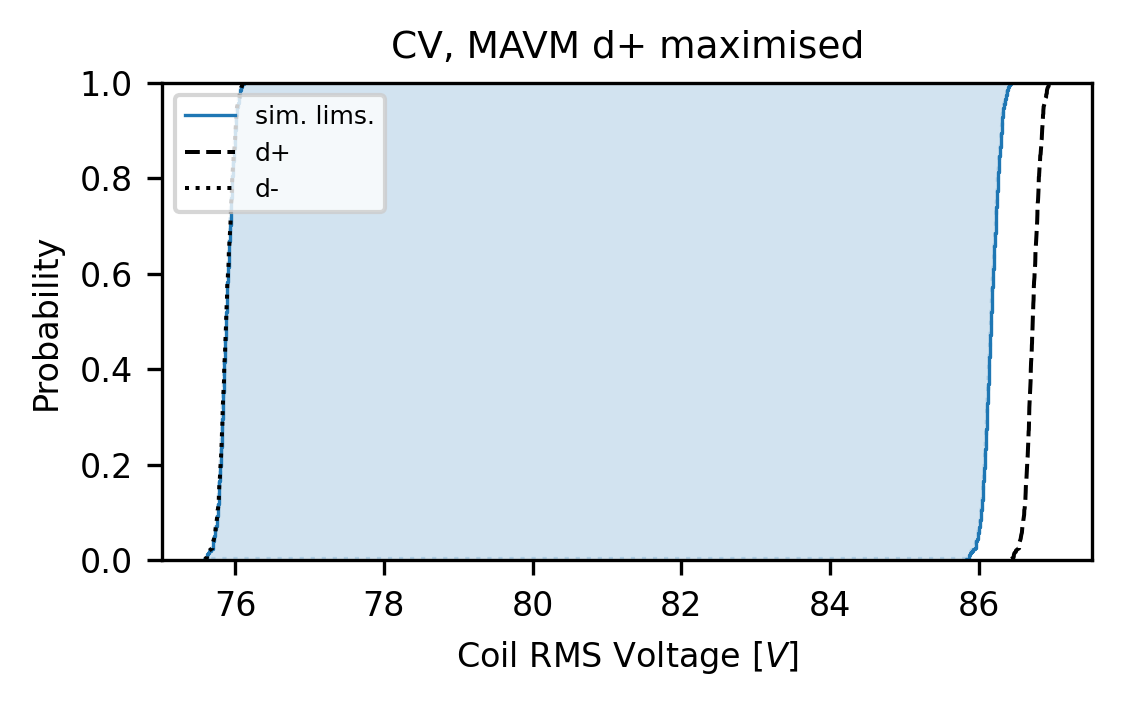 CV, MAVM d+ maximised
1.0
0.8
0.6
0.4
0.2
0.0
Probability
sim. lims.
d+
d-
76 78 80 82 84 86
Coil RMS Voltage [V]